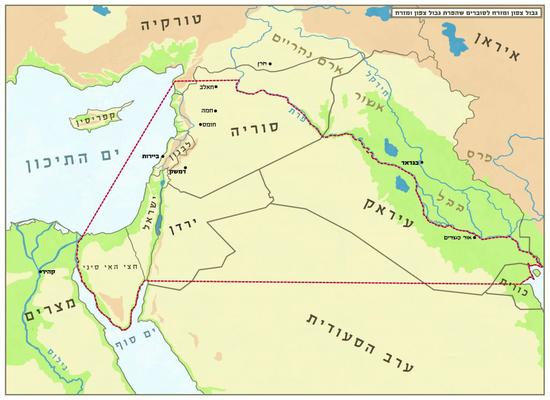 גבול צפון ומזרח לסוברים שהפרת גבול צפון ומזרח
טורקיה
איראן
חרן
ארם נהריים
חאלב
חידקל
אשור
קפריסין
חמה
חומס
פרת
סוריה
ים התיכון
לבנון
ביירות
דמשק
בגדאד
פרס
בבל
עיראק
ישראל
ירדן
אור כשדים
חצי האי סיני
קהיר
כווית
מצרים
ים סוף
ערב הסעודית
נילוס